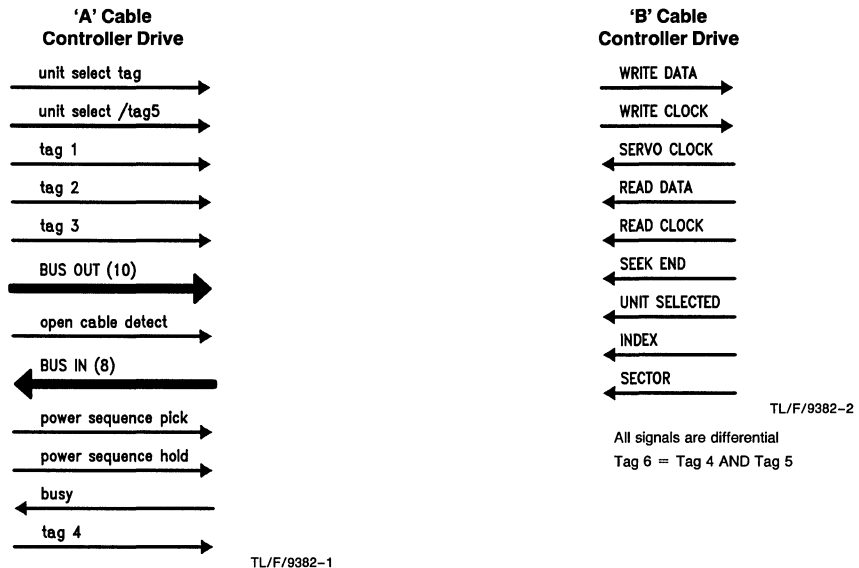 'A' Cable
Controller Drive
unit select tag
unit select /tag5
tag 1
tag 2
tag 3
BUS OUT (10)
open cable detect
BUS IN (8)
power sequence pick
power sequence hold
busy
tag 4
TL/F/9382–1
'B' Cable
Controller Drive
WRITE DATA
WRITE CLOCK
SERVO CLOCK
READ DATA
READ CLOCK
SEEK END
UNIT SELECTED
INDEX
SECTOR
TL/F/9382–2
All signals are differential
Tag 6 = Tag 4 AND Tag 5